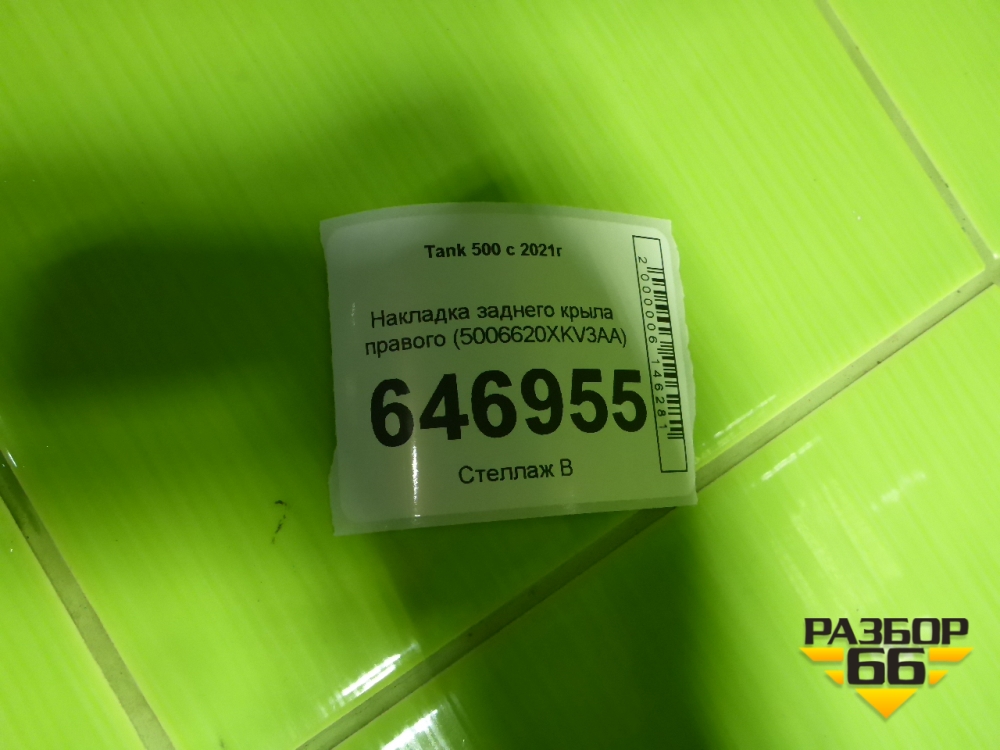 Tank 500 с 2021г
Накладка заднего крыла
правого (5006620XKV3AA)
646955
Стеллаж В
2000006146281
РАЗБОР
66